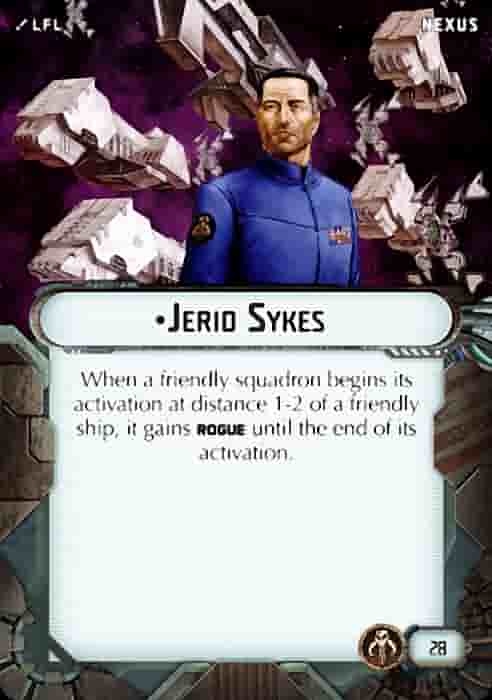 LFL
NEXUS
•JERIO SYKES
When a friendly squadron begins its
activation at distance 1-2 of a friendly
ship, it gains ROGUE until the end of its
activation.
28